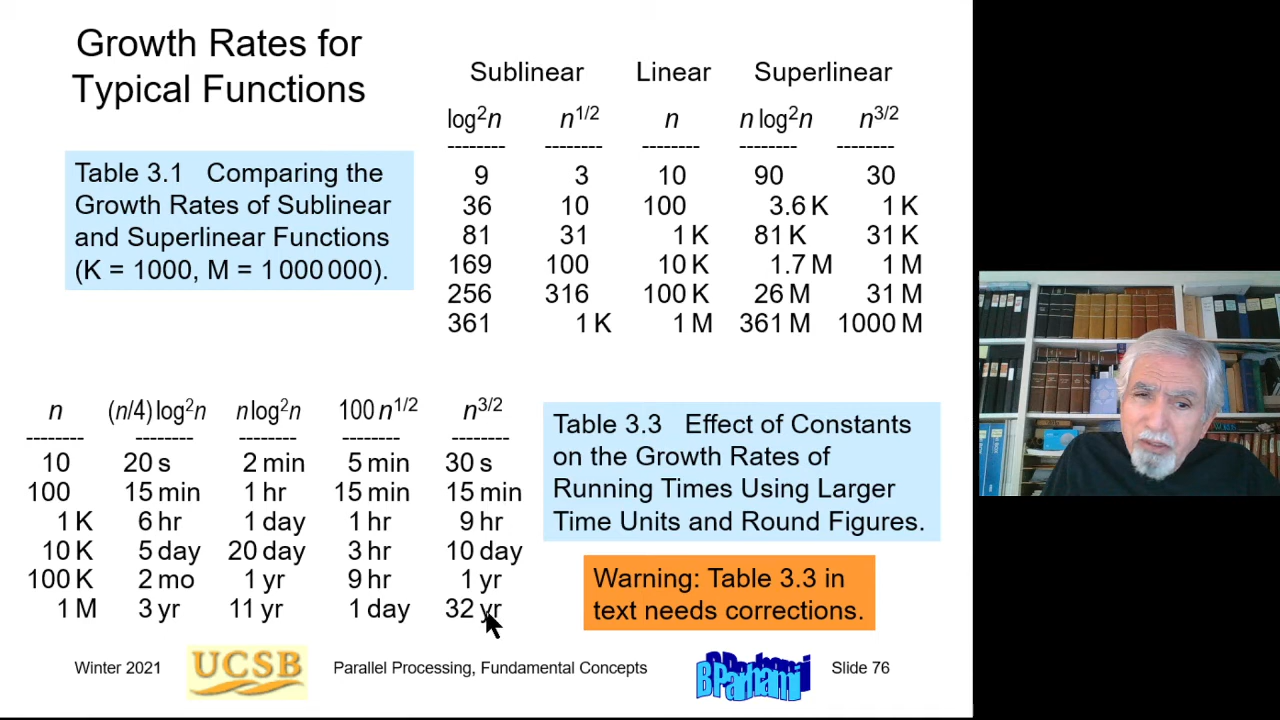 Growth Rates for
Typical Functions
Table 3.1 Comparing the
Growth Rates of Sublinear
and Superlinear Functions
(K = 1000, M = 1 000 000).
Sublinear Linear Superlinear
log²n n^1/2 n n log²n n^3/2
-------- -------- -------- -------- --------
9 3 10 90 30
36 10 100 3.6 K 1 K
81 31 1 K 81 K 31 K
169 100 10 K 1.7 M 1 M
256 316 100 K 26 M 31 M
361 1 K 1 M 361 M 1000 M
n (n/4) log²n n log²n 100 n^1/2 n^3/2
-------- -------- -------- -------- --------
10 20 s 2 min 5 min 30 s
100 15 min 1 hr 15 min 15 min
1 K 6 hr 1 day 1 hr 9 hr
10 K 5 day 20 day 3 hr 10 day
100 K 2 mo 1 yr 9 hr 1 yr
1 M 3 yr 11 yr 1 day 32 yr
Table 3.3 Effect of Constants
on the Growth Rates of
Running Times Using Larger
Time Units and Round Figures.
Warning: Table 3.3 in
text needs corrections.
Winter 2021 UCSB Parallel Processing, Fundamental Concepts B Parhami Slide 76